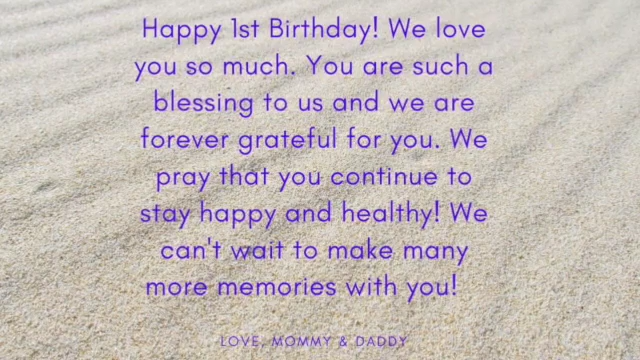 Happy 1st Birthday! We love
you so much. You are such a
blessing to us and we are
forever grateful for you. We
pray that you continue to
stay happy and healthy! We
can't wait to make many
more memories with you!
LOVE, MOMMY & DADDY